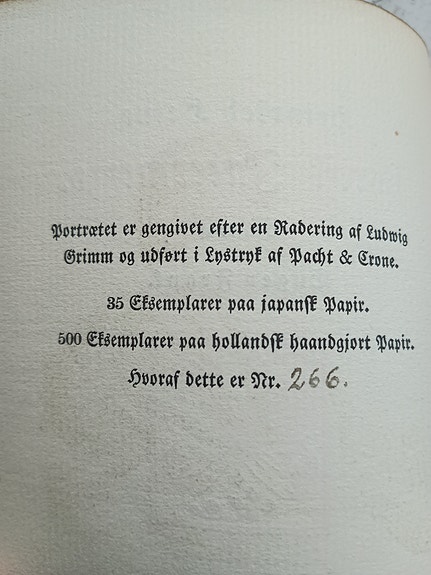 Portrætet er gengivet efter en Radering af Ludwig
Grimm og udført i Lystryk af Pacht & Crone.
35 Eksemplarer paa japansk Papir.
500 Eksemplarer paa hollandsk haandgjort Papir.
Hvoraf dette er Nr. 266.